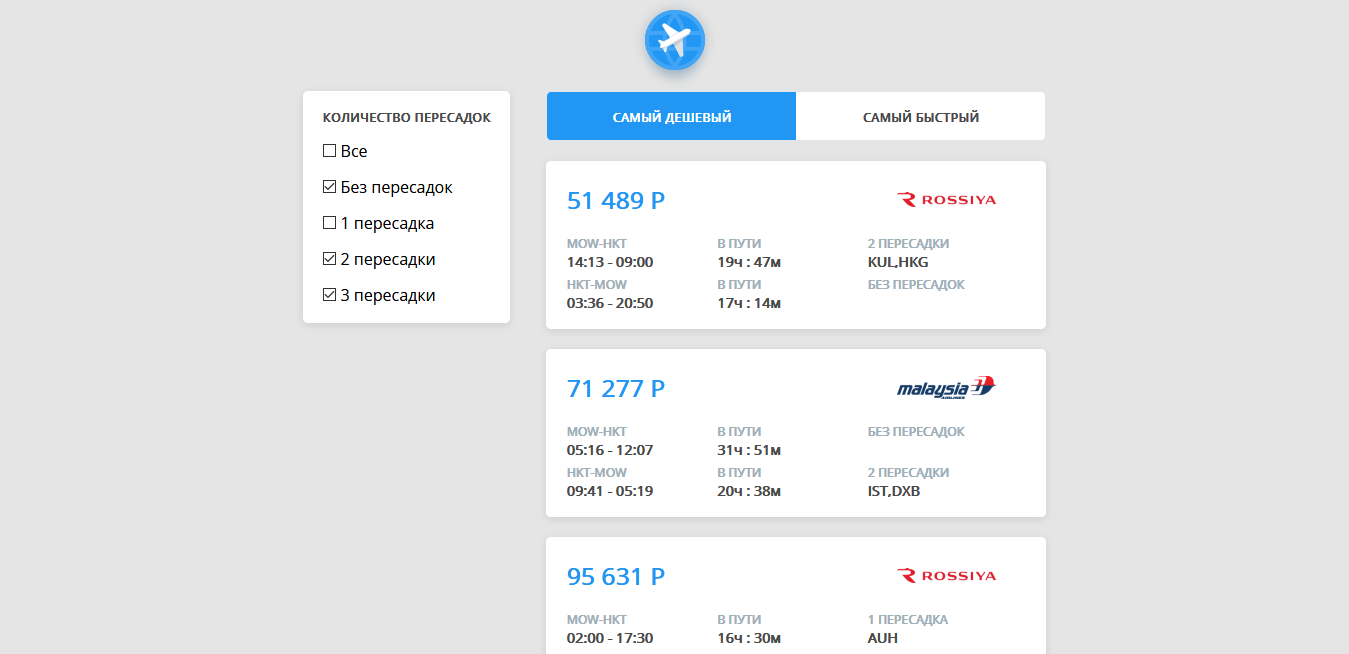 КОЛИЧЕСТВО ПЕРЕСАДОК
Все
Без пересадок
1 пересадка
2 пересадки
3 пересадки
САМЫЙ ДЕШЕВЫЙ САМЫЙ БЫСТРЫЙ
51 489 Р ROSSIYA
MOW-HKT В ПУТИ 2 ПЕРЕСАДКИ
14:13 - 09:00 19ч : 47м KUL,HKG
HKT-MOW В ПУТИ БЕЗ ПЕРЕСАДОК
03:36 - 20:50 17ч : 14м
71 277 Р malaysia
AIRLINES
MOW-HKT В ПУТИ БЕЗ ПЕРЕСАДОК
05:16 - 12:07 31ч : 51м
HKT-MOW В ПУТИ 2 ПЕРЕСАДКИ
09:41 - 05:19 20ч : 38м IST,DXB
95 631 Р ROSSIYA
MOW-HKT В ПУТИ 1 ПЕРЕСАДКА
02:00 - 17:30 16ч : 30м AUH